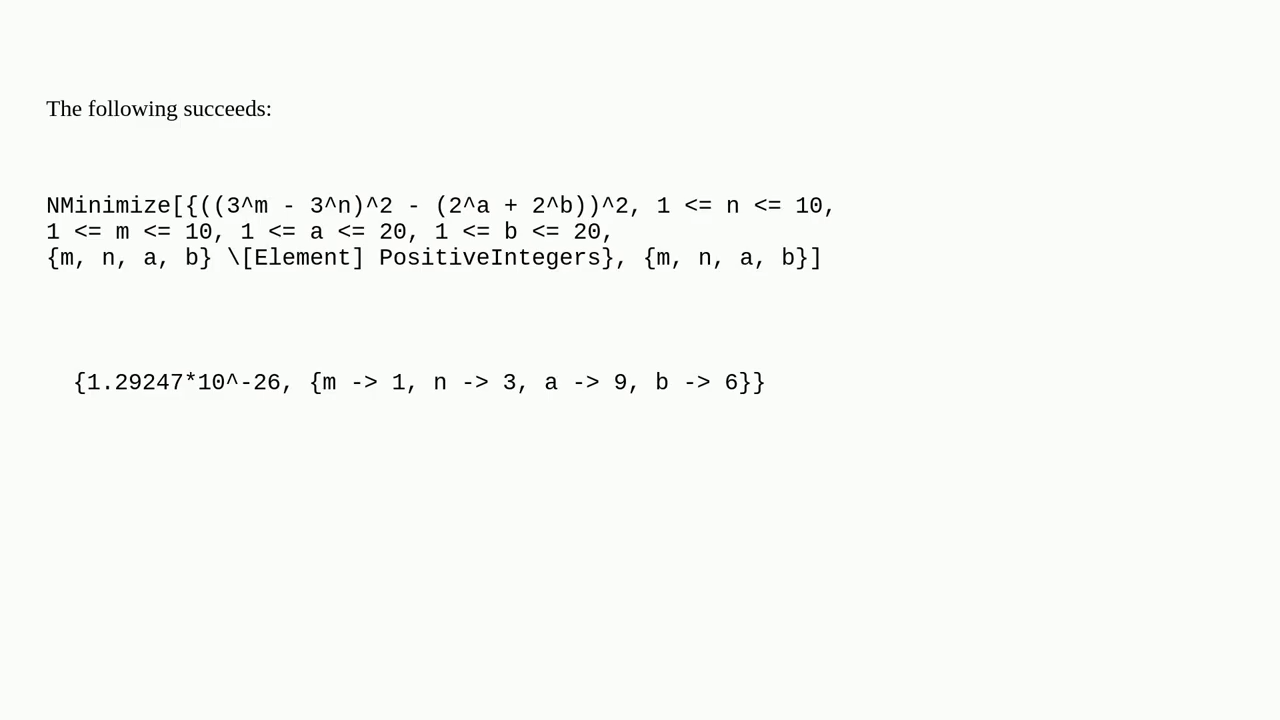 The following succeeds:
NMinimize[{((3^m - 3^n)^2 - (2^a + 2^b))^2, 1 <= n <= 10,
1 <= m <= 10, 1 <= a <= 20, 1 <= b <= 20,
{m, n, a, b} \[Element] PositiveIntegers}, {m, n, a, b}]
{1.29247*10^-26, {m -> 1, n -> 3, a -> 9, b -> 6}}